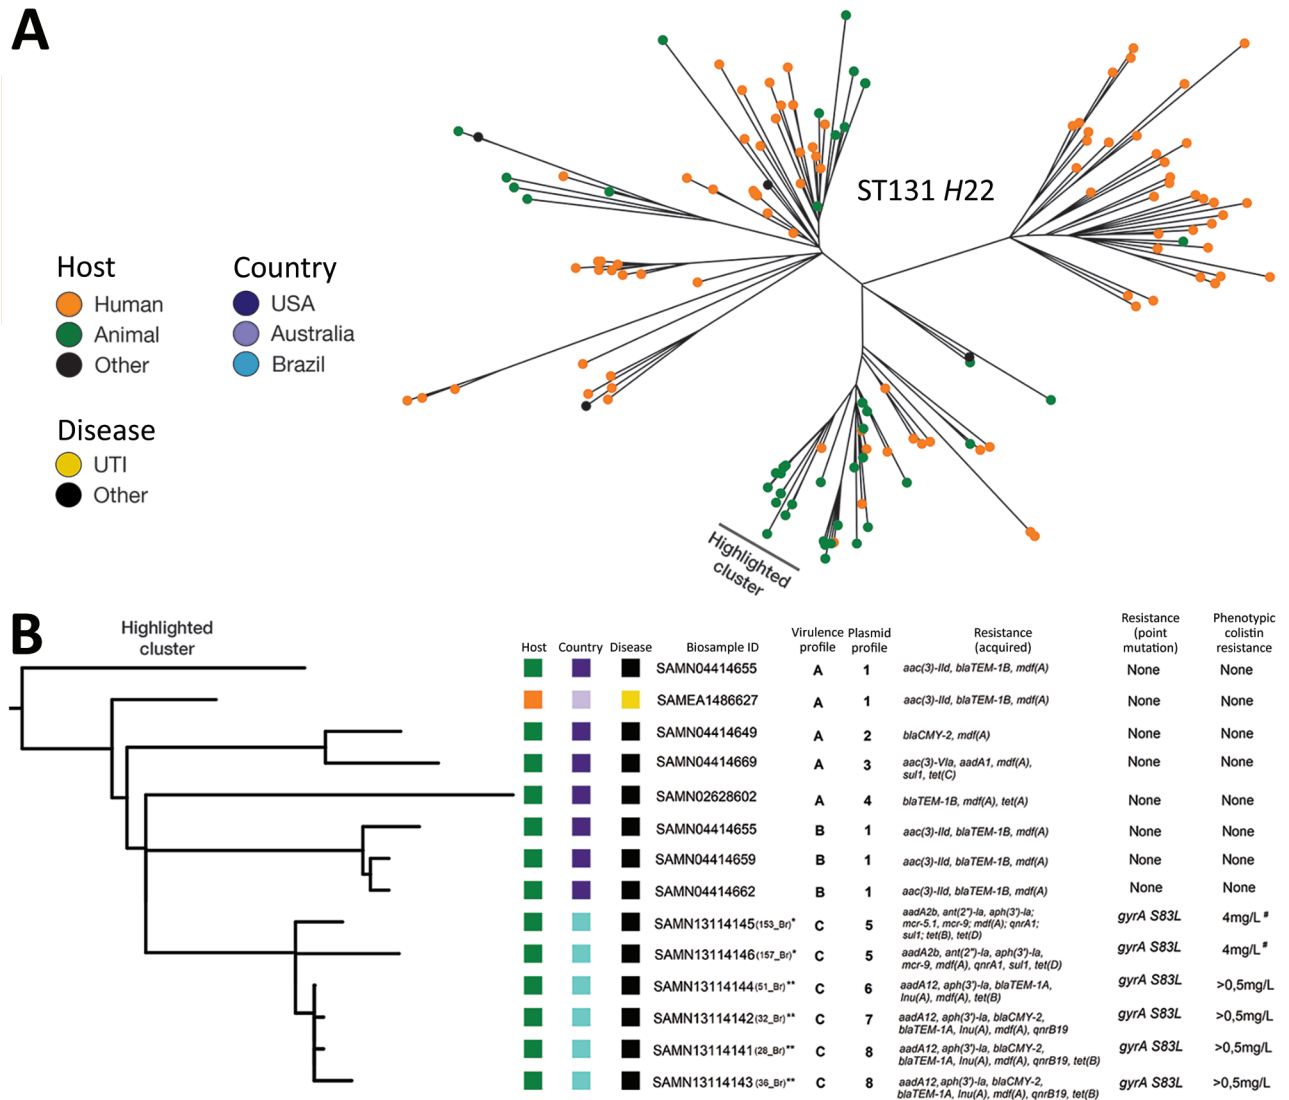 A
ST131 H22
Host
Human
Animal
Other
Country
USA
Australia
Brazil
Disease
UTI
Other
Highlighted
cluster
B
Highlighted
cluster
Host Country Disease Biosample ID Virulence profile Plasmid profile Resistance (acquired) Resistance (point mutation) Phenotypic colistin resistance
SAMN04414655 A 1 aac(3)-IId, blaTEM-1B, mdf(A) None None
SAMEA1486627 A 1 aac(3)-IId, blaTEM-1B, mdf(A) None None
SAMN04414649 A 2 blaCMY-2, mdf(A) None None
SAMN04414669 A 3 aac(3)-VIa, aadA1, mdf(A), None None
sul1, tet(C)
SAMN02628602 A 4 blaTEM-1B, mdf(A), tet(A) None None
SAMN04414655 B 1 aac(3)-IId, blaTEM-1B, mdf(A) None None
SAMN04414659 B 1 aac(3)-IId, blaTEM-1B, mdf(A) None None
SAMN04414662 B 1 aac(3)-IId, blaTEM-1B, mdf(A) None None
SAMN13114145 (153_Br)* C 5 aadA2b, ant(2")-Ia, aph(3')-Ia; gyrA S83L 4mg/L #
mcr-5.1, mcr-9; mdf(A); qnrA1;
sul1; tet(B), tet(D)
SAMN13114146 (157_Br)* C 5 aadA2b, ant(2")-Ia, aph(3')-Ia, gyrA S83L 4mg/L #
mcr-9, mdf(A), qnrA1, sul1, tet(D)
SAMN13114144 (51_Br)** C 6 aadA12, aph(3')-Ia, blaTEM-1A, gyrA S83L >0,5mg/L
lnu(A), mdf(A), tet(B)
SAMN13114142 (32_Br)** C 7 aadA12, aph(3')-Ia, blaCMY-2, gyrA S83L >0,5mg/L
blaTEM-1A, lnu(A), mdf(A), qnrB19
SAMN13114141 (28_Br)** C 8 aadA12, aph(3')-Ia, blaCMY-2, gyrA S83L >0,5mg/L
blaTEM-1A, lnu(A), mdf(A), qnrB19, tet(B)
SAMN13114143 (36_Br)** C 8 aadA12, aph(3')-Ia, blaCMY-2, gyrA S83L >0,5mg/L
blaTEM-1A, lnu(A), mdf(A), qnrB19, tet(B)